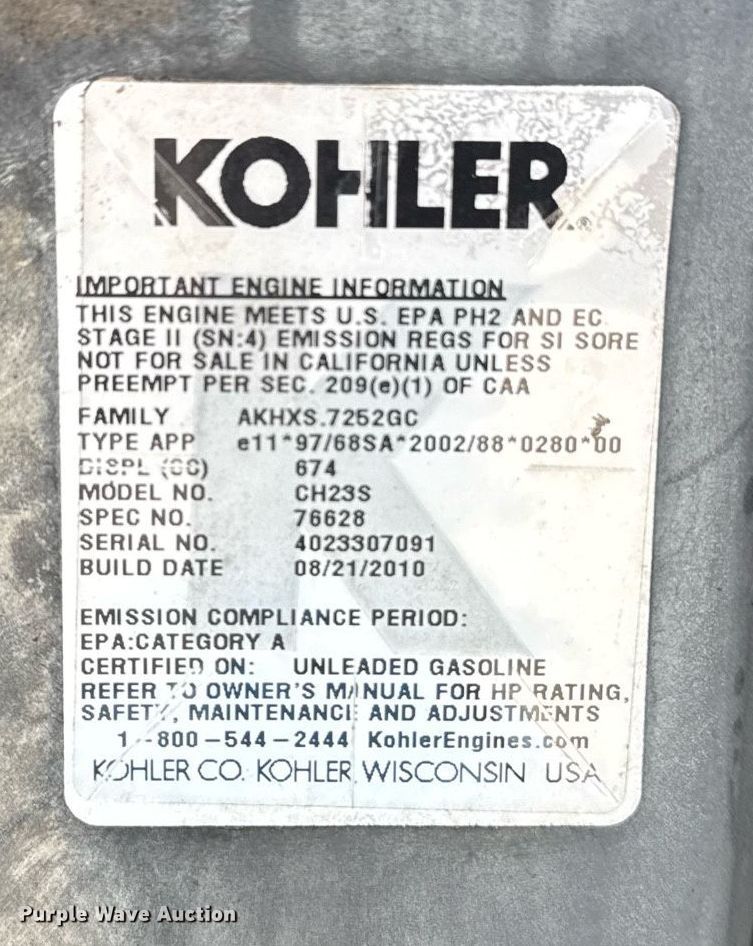 KOHLER®
IMPORTANT ENGINE INFORMATION
THIS ENGINE MEETS U.S. EPA PH2 AND EC
STAGE II (SN:4) EMISSION REGS FOR SI SORE
NOT FOR SALE IN CALIFORNIA UNLESS
PREEMPT PER SEC. 209(e)(1) OF CAA
FAMILY AKHXS.7252GC
TYPE APP e11*97/68SA*2002/88*0280*00
DISPL (CC) 674
MODEL NO. CH23S
SPEC NO. 76628
SERIAL NO. 4023307091
BUILD DATE 08/21/2010
EMISSION COMPLIANCE PERIOD:
EPA:CATEGORY A
CERTIFIED ON: UNLEADED GASOLINE
REFER TO OWNER'S MANUAL FOR HP RATING,
SAFETY, MAINTENANCE AND ADJUSTMENTS
1-800-544-2444 KohlerEngines.com
KOHLER CO. KOHLER, WISCONSIN USA
Purple Wave Auction